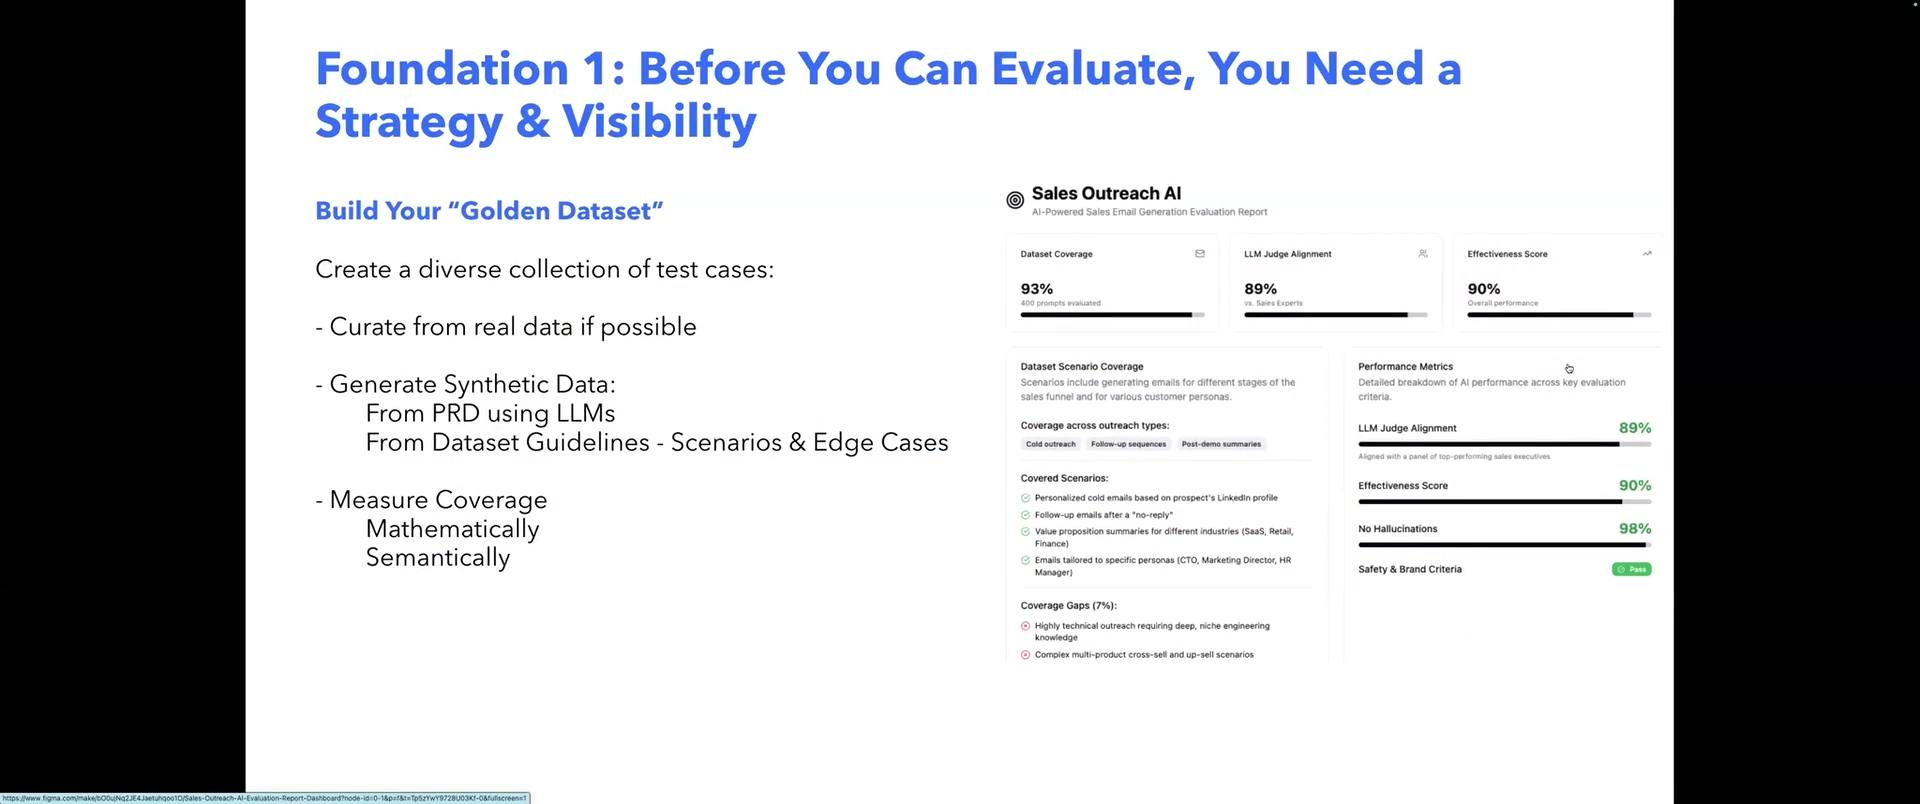 Foundation 1: Before You Can Evaluate, You Need a
Strategy & Visibility
Build Your “Golden Dataset”
Create a diverse collection of test cases:
- Curate from real data if possible
- Generate Synthetic Data:
From PRD using LLMs
From Dataset Guidelines - Scenarios & Edge Cases
- Measure Coverage
Mathematically
Semantically
Sales Outreach AI
AI-Powered Sales Email Generation Evaluation Report
Dataset Coverage
93%
400 prompts evaluated
LLM Judge Alignment
89%
vs. Sales Experts
Effectiveness Score
90%
Overall performance
Dataset Scenario Coverage
Scenarios include generating emails for different stages of the
sales funnel and for various customer personas.
Coverage across outreach types:
Cold outreach Follow-up sequences Post-demo summaries
Covered Scenarios:
Personalized cold emails based on prospect's LinkedIn profile
Follow-up emails after a "no-reply"
Value proposition summaries for different industries (SaaS, Retail,
Finance)
Emails tailored to specific personas (CTO, Marketing Director, HR
Manager)
Coverage Gaps (7%):
Highly technical outreach requiring deep, niche engineering
knowledge
Complex multi-product cross-sell and up-sell scenarios
Performance Metrics
Detailed breakdown of AI performance across key evaluation
criteria.
LLM Judge Alignment 89%
Aligned with a panel of top-performing sales executives
Effectiveness Score 90%
No Hallucinations 98%
Safety & Brand Criteria Pass